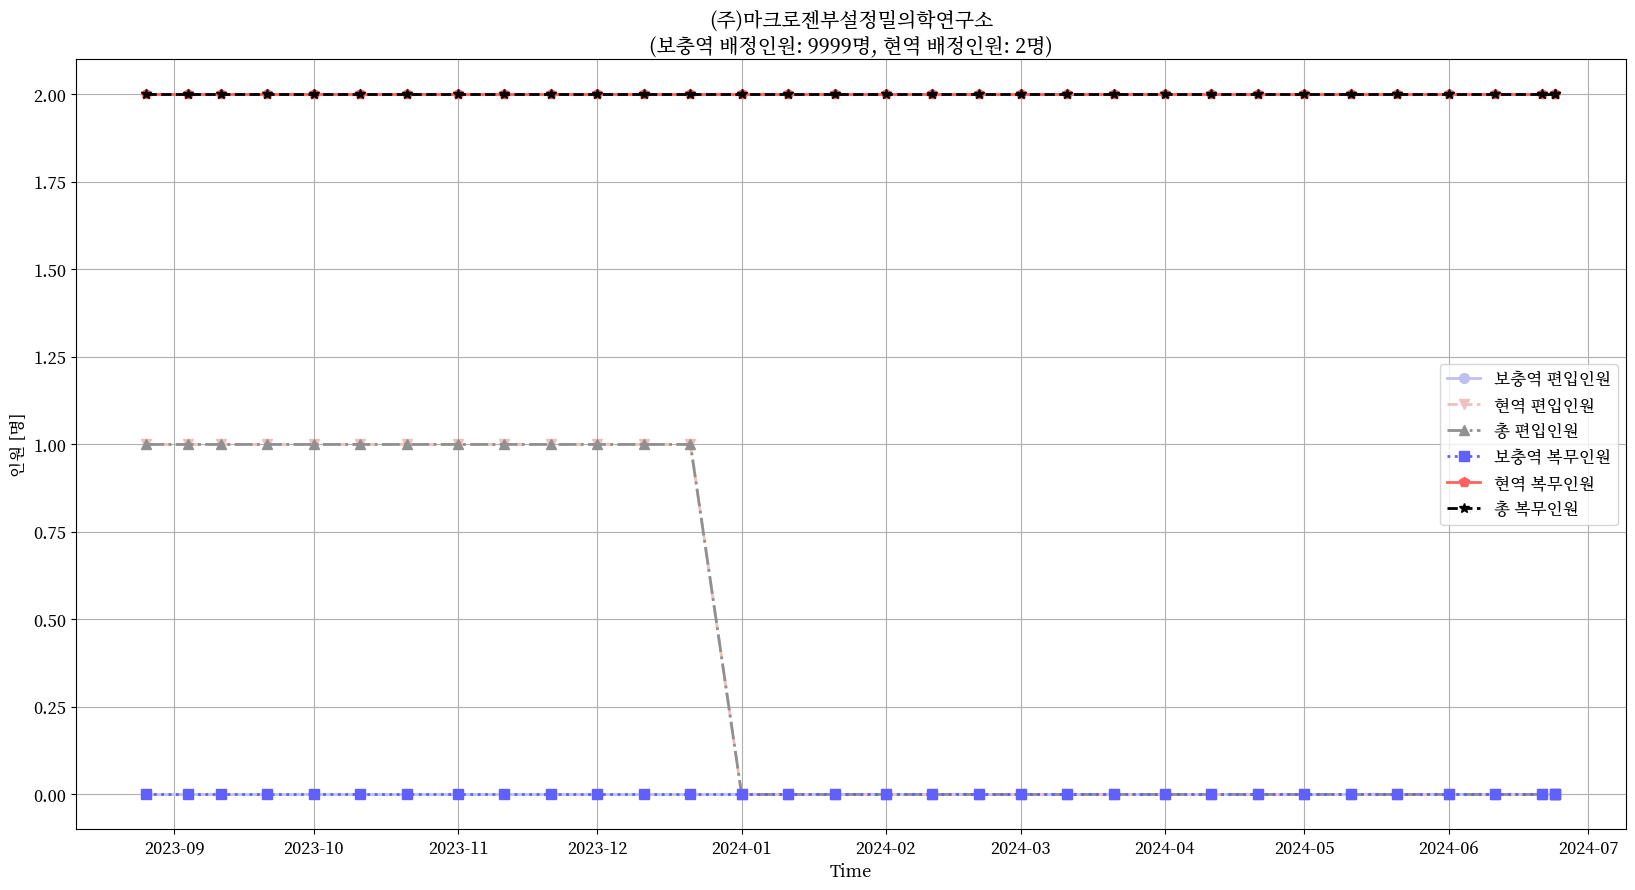 (주)마크로젠부설정밀의학연구소
(보충역 배정인원: 9999명, 현역 배정인원: 2명)
인원 [명]
2.00
1.75
1.50
1.25
1.00
0.75
0.50
0.25
0.00
보충역 편입인원
현역 편입인원
총 편입인원
보충역 복무인원
현역 복무인원
총 복무인원
2023-09 2023-10 2023-11 2023-12 2024-01 2024-02 2024-03 2024-04 2024-05 2024-06 2024-07
Time